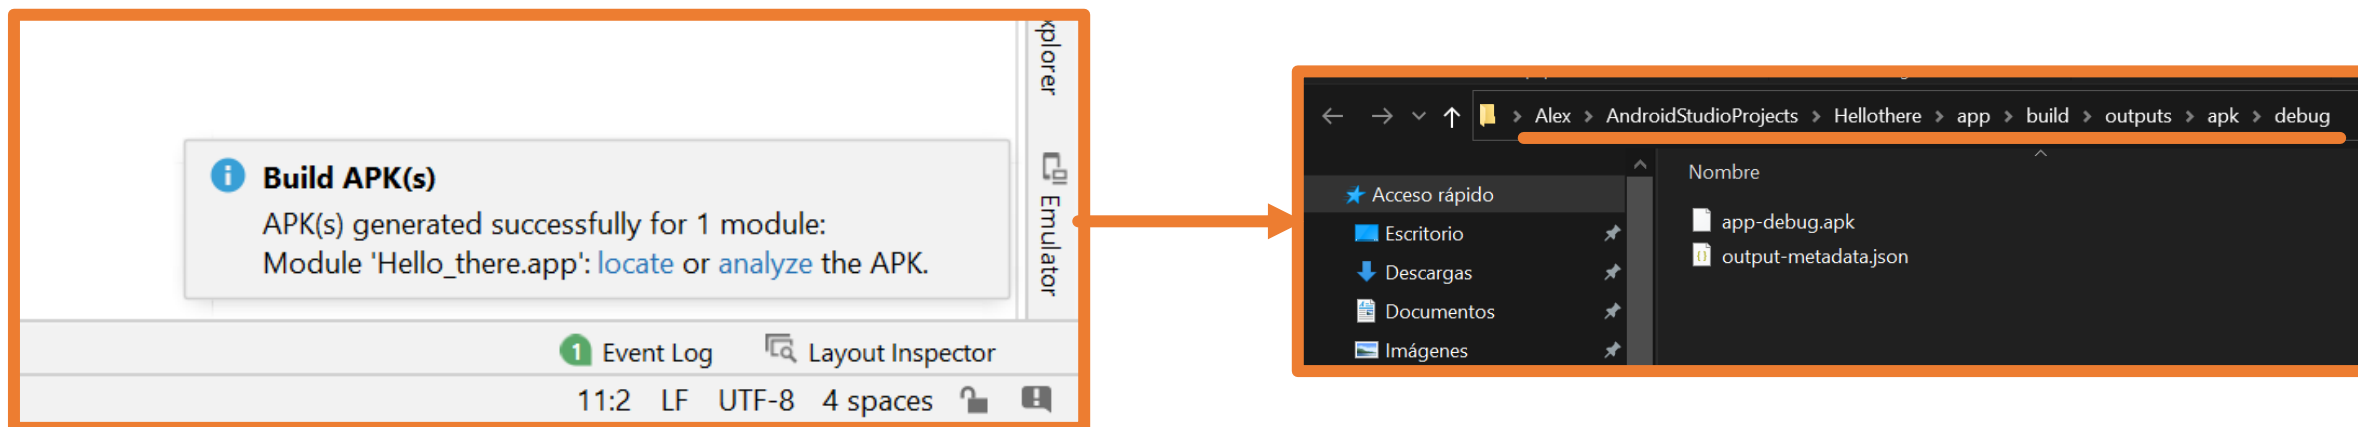 xplorer
Build APK(s)
APK(s) generated successfully for 1 module:
Module 'Hello_there.app': locate or analyze the APK.
Emulator
1 Event Log Layout Inspector
11:2 LF UTF-8 4 spaces
> Alex > AndroidStudioProjects > Hellothere > app > build > outputs > apk > debug
Nombre
Acceso rápido
app-debug.apk
Escritorio
output-metadata.json
Descargas
Documentos
Imágenes